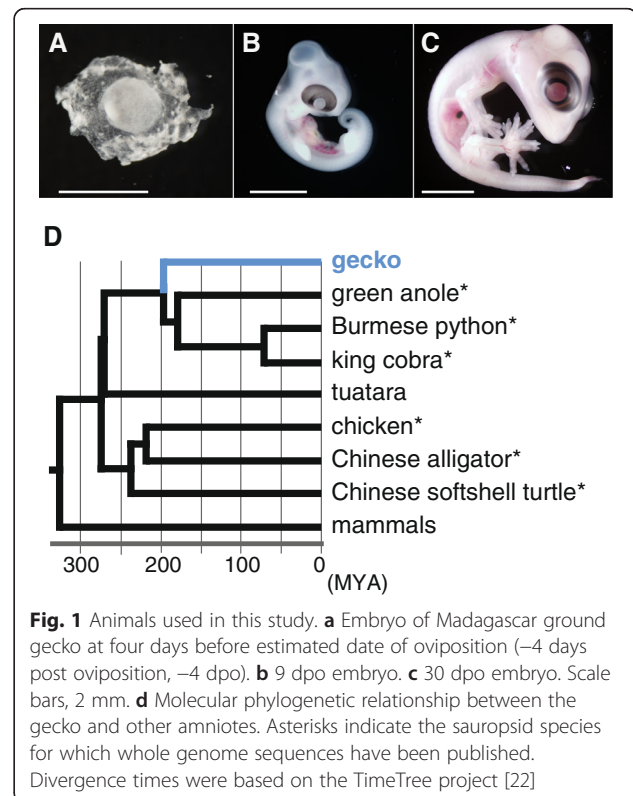 A
B
C
D
gecko
green anole*
Burmese python*
king cobra*
tuatara
chicken*
Chinese alligator*
Chinese softshell turtle*
mammals
300 200 100 0
(MYA)
Fig. 1 Animals used in this study. a Embryo of Madagascar ground
gecko at four days before estimated date of oviposition (−4 days
post oviposition, −4 dpo). b 9 dpo embryo. c 30 dpo embryo. Scale
bars, 2 mm. d Molecular phylogenetic relationship between the
gecko and other amniotes. Asterisks indicate the sauropsid species
for which whole genome sequences have been published.
Divergence times were based on the TimeTree project [22]